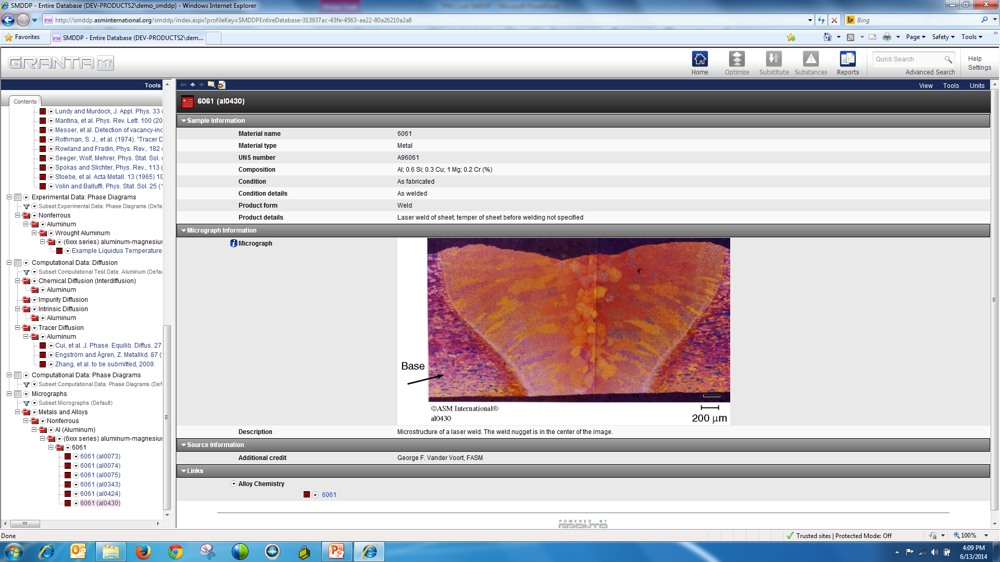 SMDDP - Entire Database (DEV-PRODUCTS2\demo_smddp) - Windows Internet Explorer
http://smddp.asminternational.org/smddp/index.aspx?profileKey=SMDDPEntireDatabase-313937ac-43fe-4563-ae22-80a26210a2a8
Bing
Favorites
SMDDP - Entire Database (DEV-PRODUCTS2\dem...
Page
Safety
Tools
GRANTA Mi
Home
Optimize
Substitute
Substances
Reports
Quick Search
Advanced Search
Help
Settings
Tools
Contents
Lundy and Murdock, J. Appl. Phys. 33 (
Mantina, et al. Phys. Rev. Lett. 100 (20
Messer, et al. Detection of vacancy-inc
Rothman, S. J., et al. (1974). "Tracer D
Rowland and Fradin, Phys. Rev., 182 (
Seeger, Wolf, Mehrer, Phys. Stat. Sol. (
Spokas and Slichter, Phys. Rev., 113 (
Stoebe, et al. Acta Metall. 13 (1965) 19
Volin and Balluffi. Phys. Stat. Sol. 25 (1
Experimental Data: Phase Diagrams
Subset:Experimental Data: Phase Diagrams (Defa
Nonferrous
Aluminum
Wrought Aluminum
(6xxx series) aluminum-magnesiur
Example Liquidus Temperature
Computational Data: Diffusion
Subset:Computational Test Data: Aluminum (Defau
Chemical Diffusion (Interdiffusion)
Aluminum
Impurity Diffusion
Intrinsic Diffusion
Aluminum
Tracer Diffusion
Aluminum
Cui, et al. J. Phase. Equilib. Diffus. 27
Engström and Ågren, Z. Metallkd. 87 (
Zhang, et al. to be submitted, 2009.
Computational Data: Phase Diagrams
Subset:Computational Data: Phase Diagrams (Def
Micrographs
Subset:Micrographs (Default)
Metals and Alloys
Nonferrous
Al (Aluminum)
(6xxx series) aluminum-magnesiur
6061
6061 (al0073)
6061 (al0074)
6061 (al0075)
6061 (al0343)
6061 (al0424)
6061 (al0430)
View
Tools
Units
6061 (al0430)
Sample Information
Material name 6061
Material type Metal
UNS number A96061
Composition Al; 0.6 Si; 0.3 Cu; 1 Mg; 0.2 Cr (%)
Condition As fabricated
Condition details As welded
Product form Weld
Product details Laser weld of sheet; temper of sheet before welding not specified
Micrograph Information
Micrograph
Base
©ASM International®
al0430
200 µm
Description Microstructure of a laser weld. The weld nugget is in the center of the image.
Source Information
Additional credit George F. Vander Voort, FASM
Links
Alloy Chemistry
6061
POWERED BY
GRANTA
Done
Trusted sites | Protected Mode: Off
100%
4:09 PM
6/13/2014